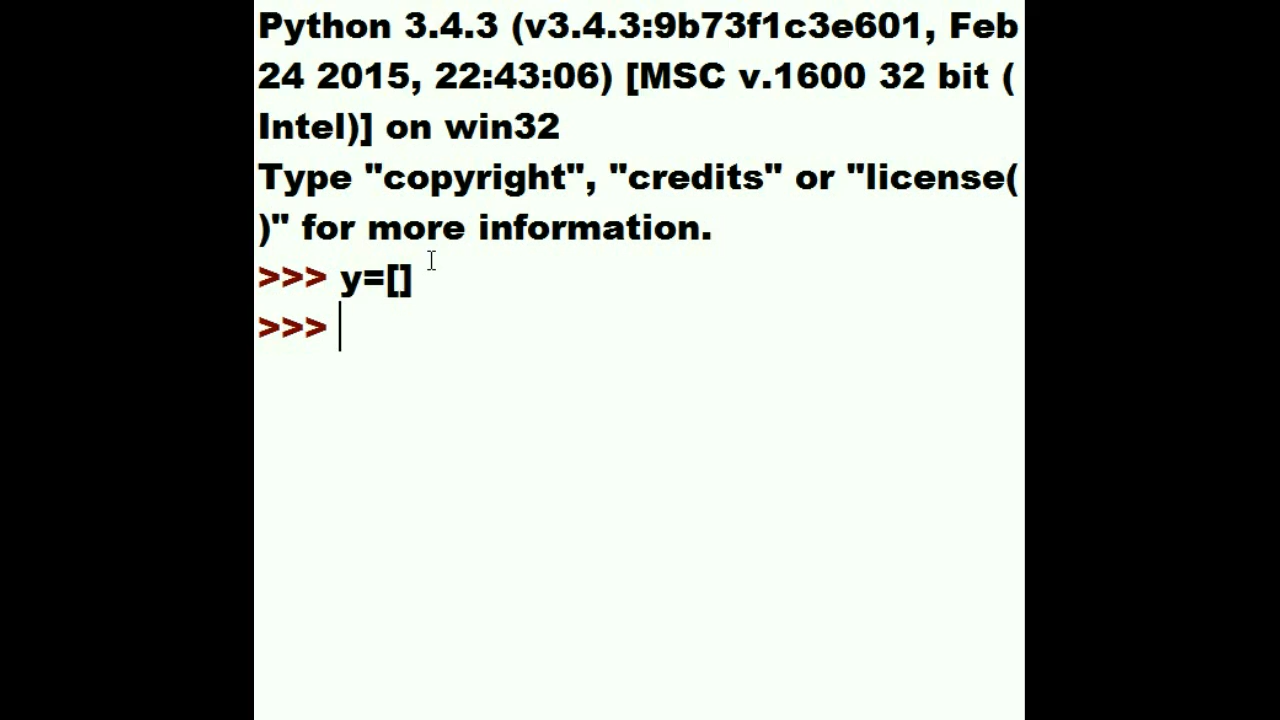 Python 3.4.3 (v3.4.3:9b73f1c3e601, Feb
24 2015, 22:43:06) [MSC v.1600 32 bit (
Intel)] on win32
Type "copyright", "credits" or "license(
)" for more information.
>>> y=[]
>>>